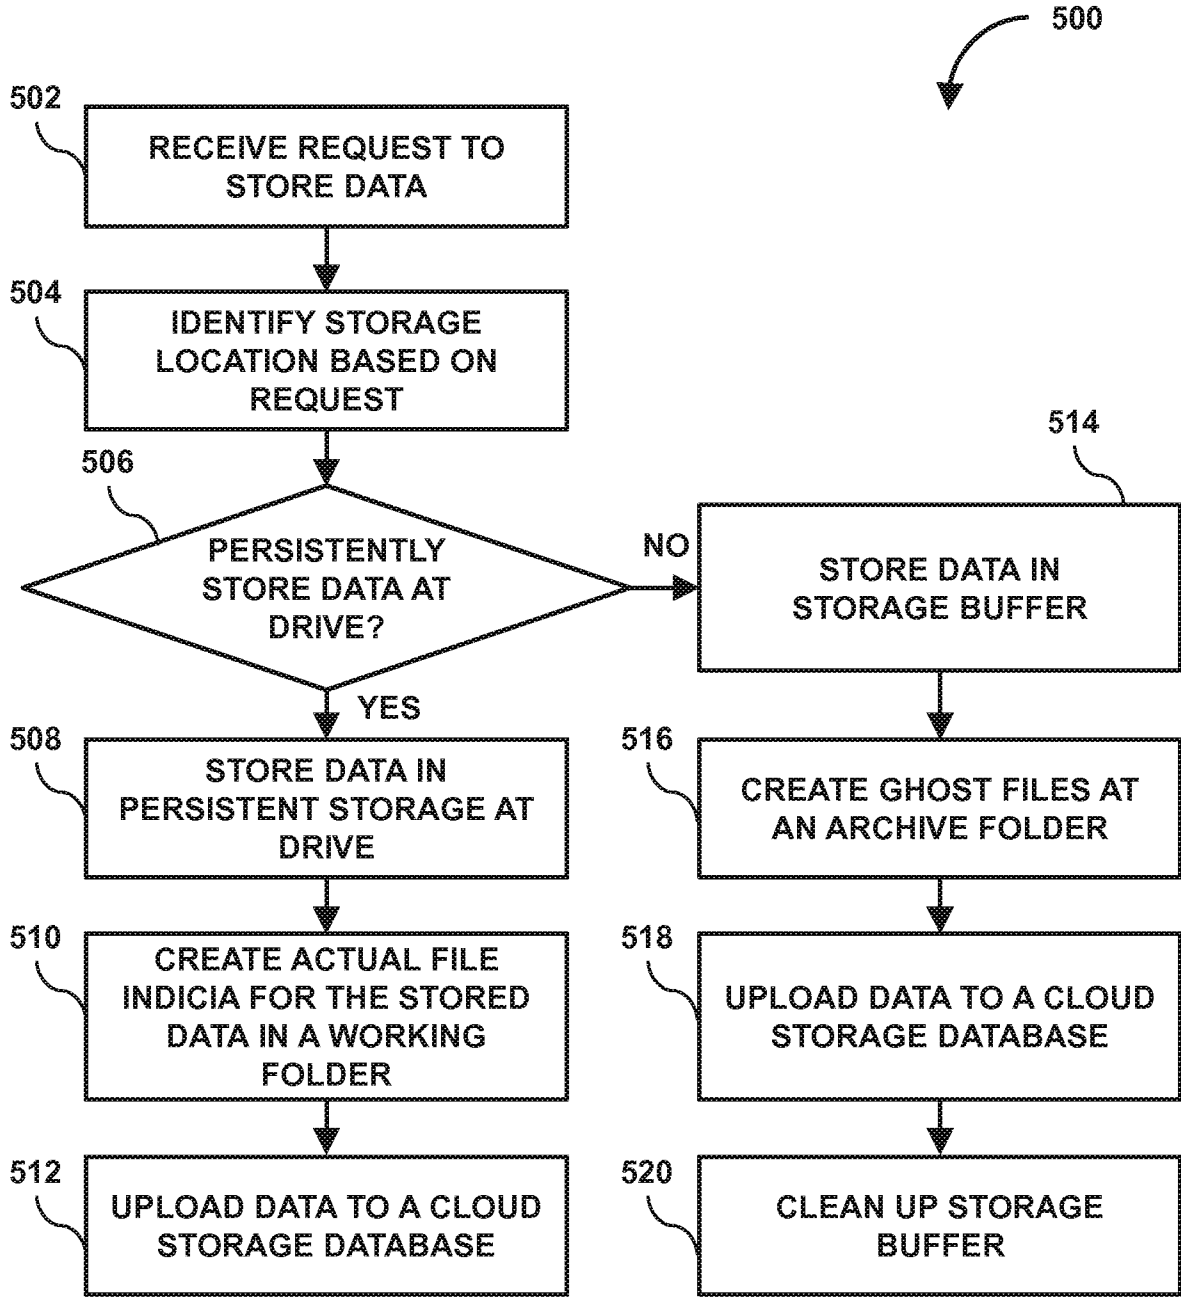 500
502
RECEIVE REQUEST TO
STORE DATA
504
IDENTIFY STORAGE
LOCATION BASED ON
REQUEST
506
PERSISTENTLY
STORE DATA AT
DRIVE?
NO
YES
508
STORE DATA IN
PERSISTENT STORAGE AT
DRIVE
510
CREATE ACTUAL FILE
INDICIA FOR THE STORED
DATA IN A WORKING
FOLDER
512
UPLOAD DATA TO A CLOUD
STORAGE DATABASE
514
STORE DATA IN
STORAGE BUFFER
516
CREATE GHOST FILES AT
AN ARCHIVE FOLDER
518
UPLOAD DATA TO A CLOUD
STORAGE DATABASE
520
CLEAN UP STORAGE
BUFFER